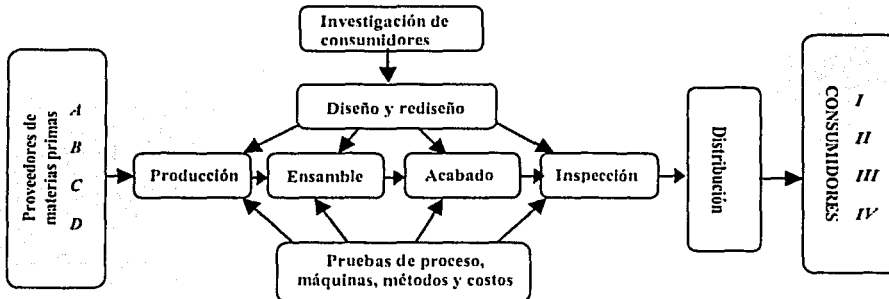 Investigación de
consumidores
Diseño y rediseño
Proveedores de
materias primas
A
B
C
D
Producción
Ensamble
Acabado
Inspección
Distribución
CONSUMIDORES
I
II
III
IV
Pruebas de proceso,
máquinas, métodos y costos